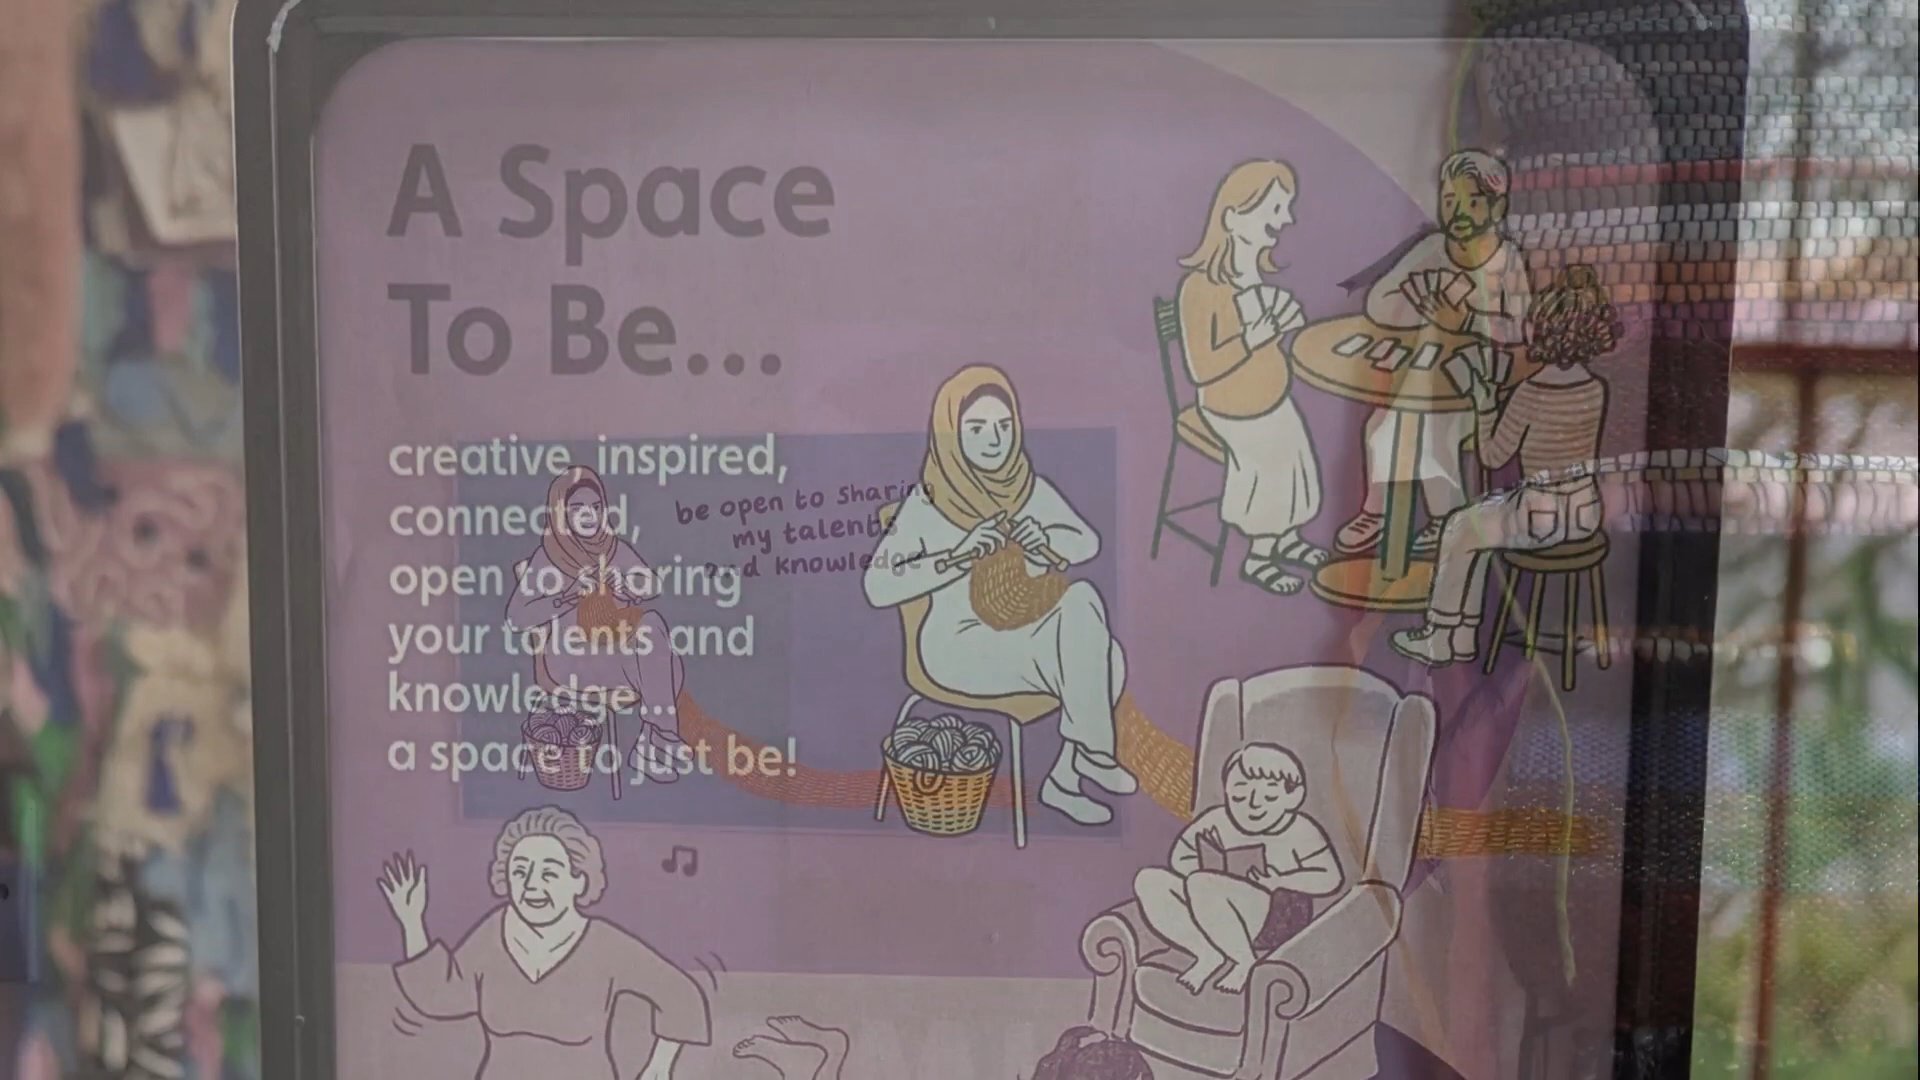 A Space
To Be...
creative, inspired,
connected,
open to sharing
your talents and
knowledge...
a space to just be!
be open to sharing
my talents
and knowledge